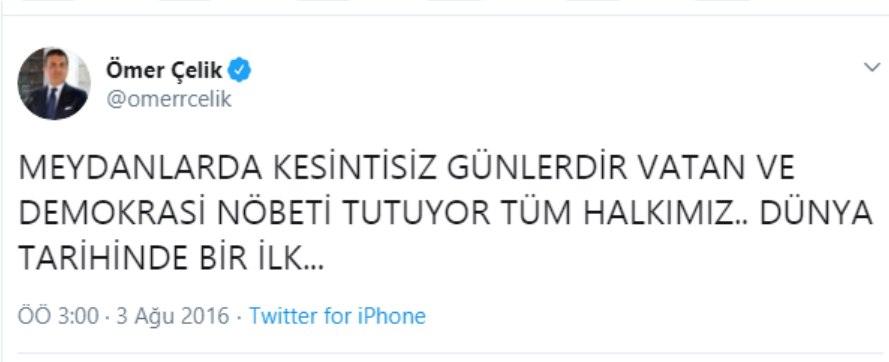 Ömer Çelik
@omerrcelik
MEYDANLARDA KESİNTİSİZ GÜNLERDİR VATAN VE
DEMOKRASİ NÖBETİ TUTUYOR TÜM HALKIMIZ.. DÜNYA
TARİHİNDE BİR İLK...
ÖÖ 3:00 · 3 Ağu 2016 · Twitter for iPhone